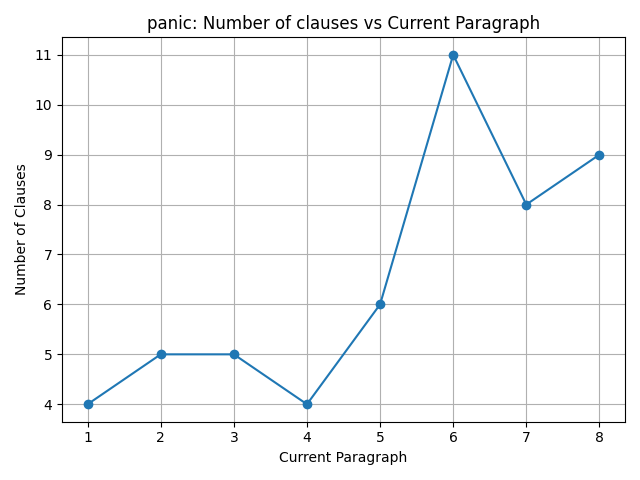 panic: Number of clauses vs Current Paragraph
11
10
9
8
7
6
5
4
Number of Clauses
1 2 3 4 5 6 7 8
Current Paragraph